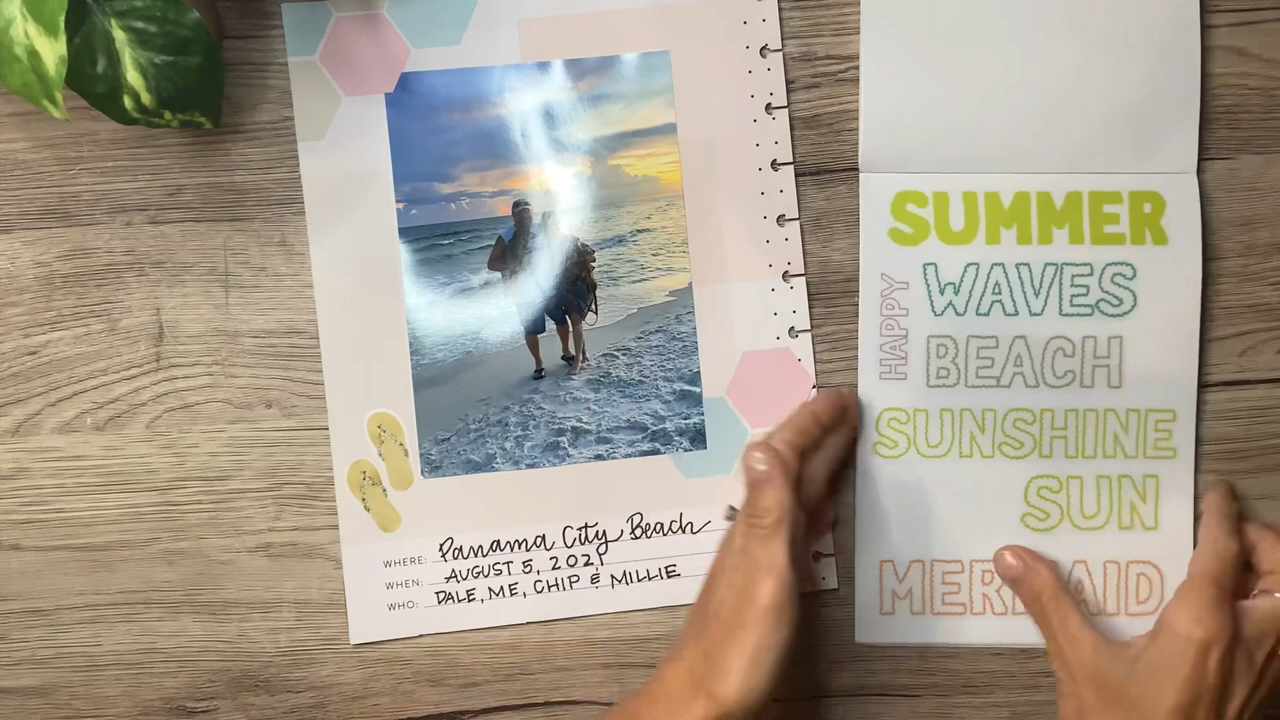 WHERE: Panama City Beach
WHEN: AUGUST 5, 2021
WHO: DALE, ME, CHIP & MILLIE
SUMMER
WAVES
HAPPY
BEACH
SUNSHINE
SUN
MERMAID